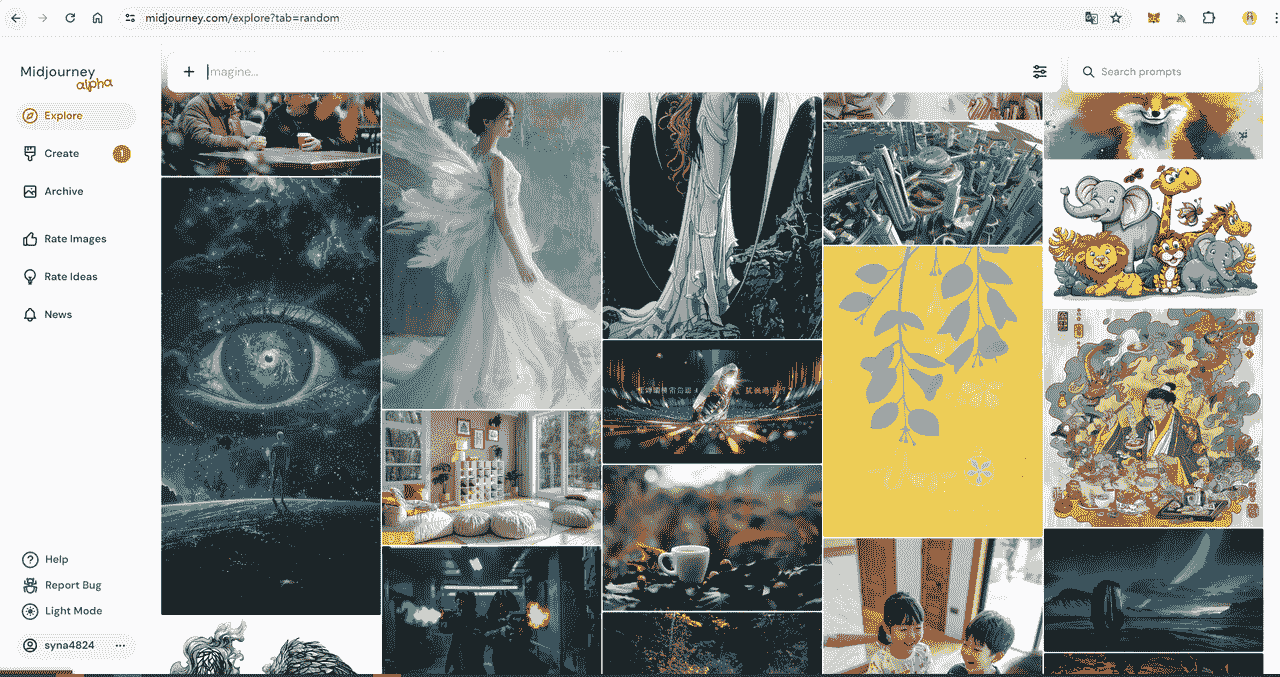 midjourney.com/explore?tab=random
Midjourney
alpha
Imagine...
Search prompts
Explore
Create
1
Archive
Rate Images
Rate Ideas
News
Help
Report Bug
Light Mode
syna4824